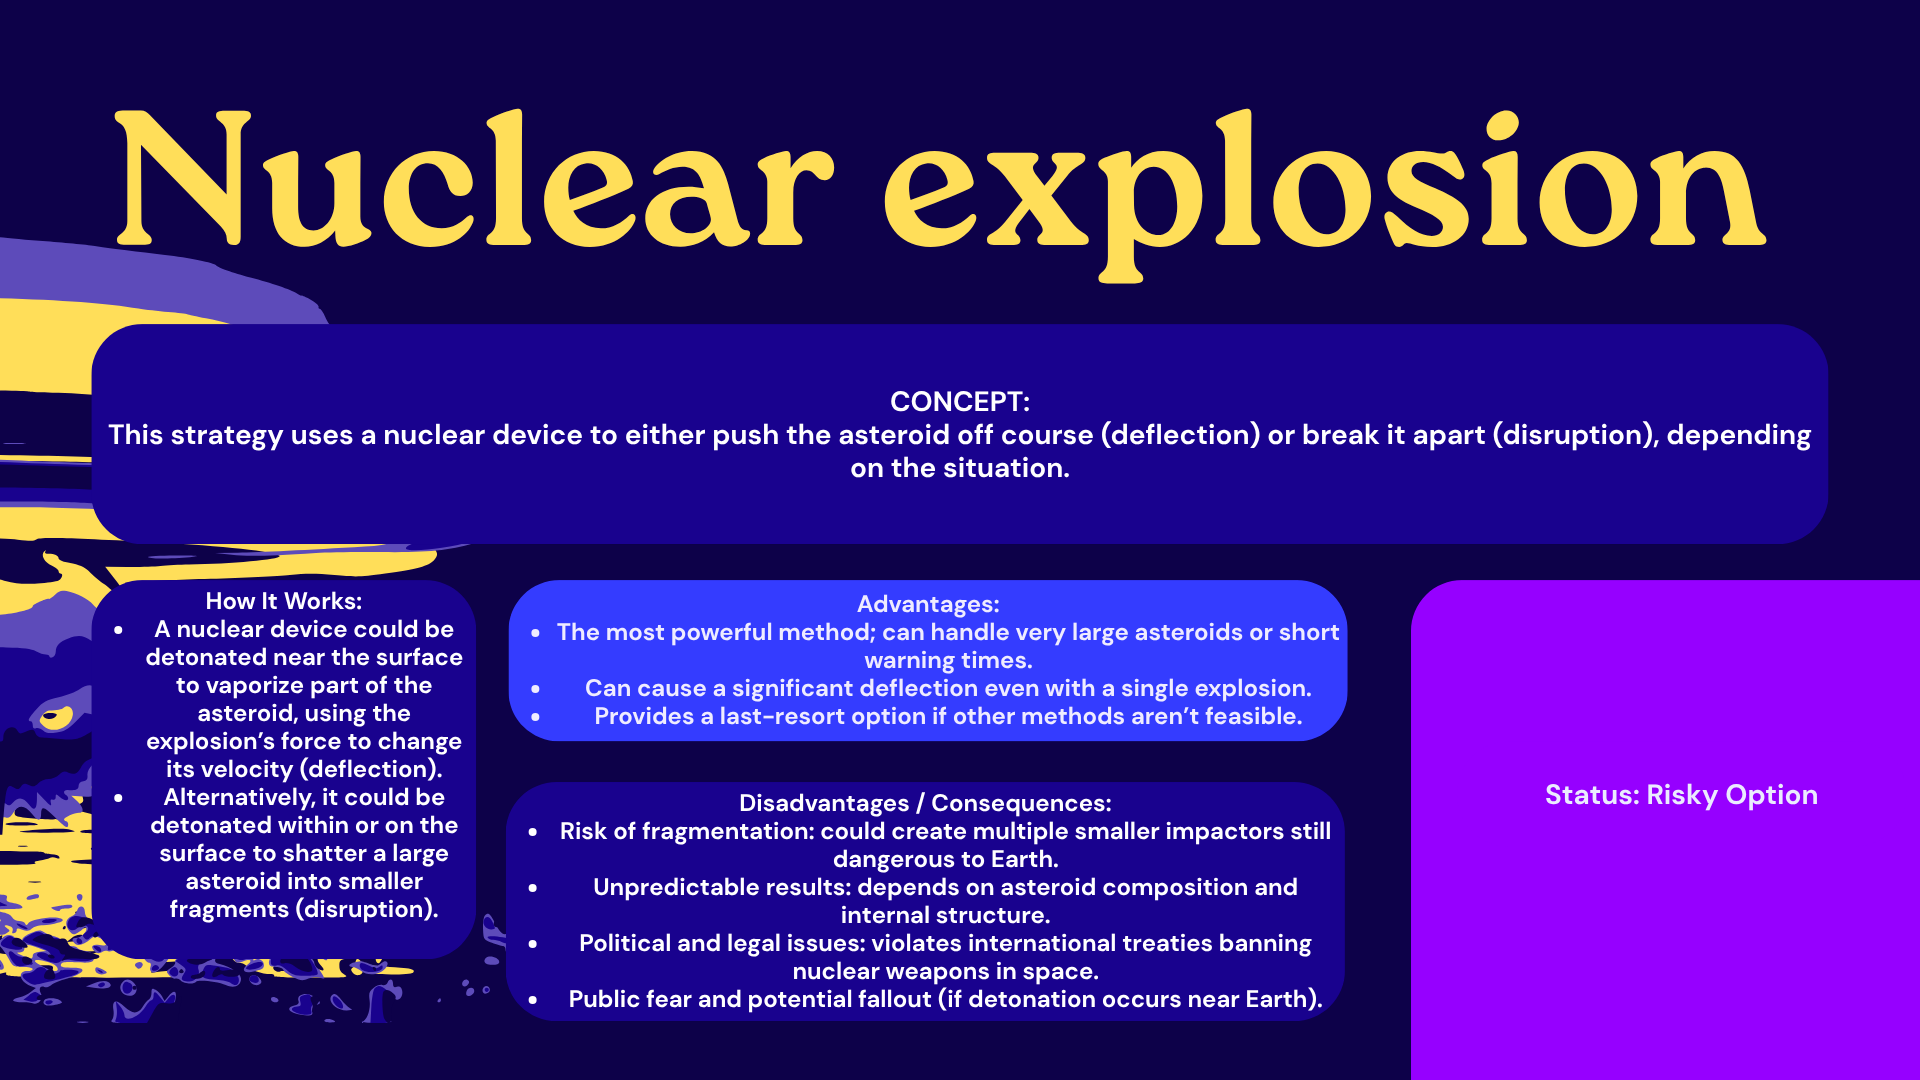 Nuclear explosion
CONCEPT:
This strategy uses a nuclear device to either push the asteroid off course (deflection) or break it apart (disruption), depending
on the situation.
How It Works:
• A nuclear device could be
detonated near the surface
to vaporize part of the
asteroid, using the
explosion’s force to change
its velocity (deflection).
• Alternatively, it could be
detonated within or on the
surface to shatter a large
asteroid into smaller
fragments (disruption).
Advantages:
• The most powerful method; can handle very large asteroids or short
warning times.
• Can cause a significant deflection even with a single explosion.
• Provides a last-resort option if other methods aren’t feasible.
Disadvantages / Consequences:
• Risk of fragmentation: could create multiple smaller impactors still
dangerous to Earth.
• Unpredictable results: depends on asteroid composition and
internal structure.
• Political and legal issues: violates international treaties banning
nuclear weapons in space.
• Public fear and potential fallout (if detonation occurs near Earth).
Status: Risky Option